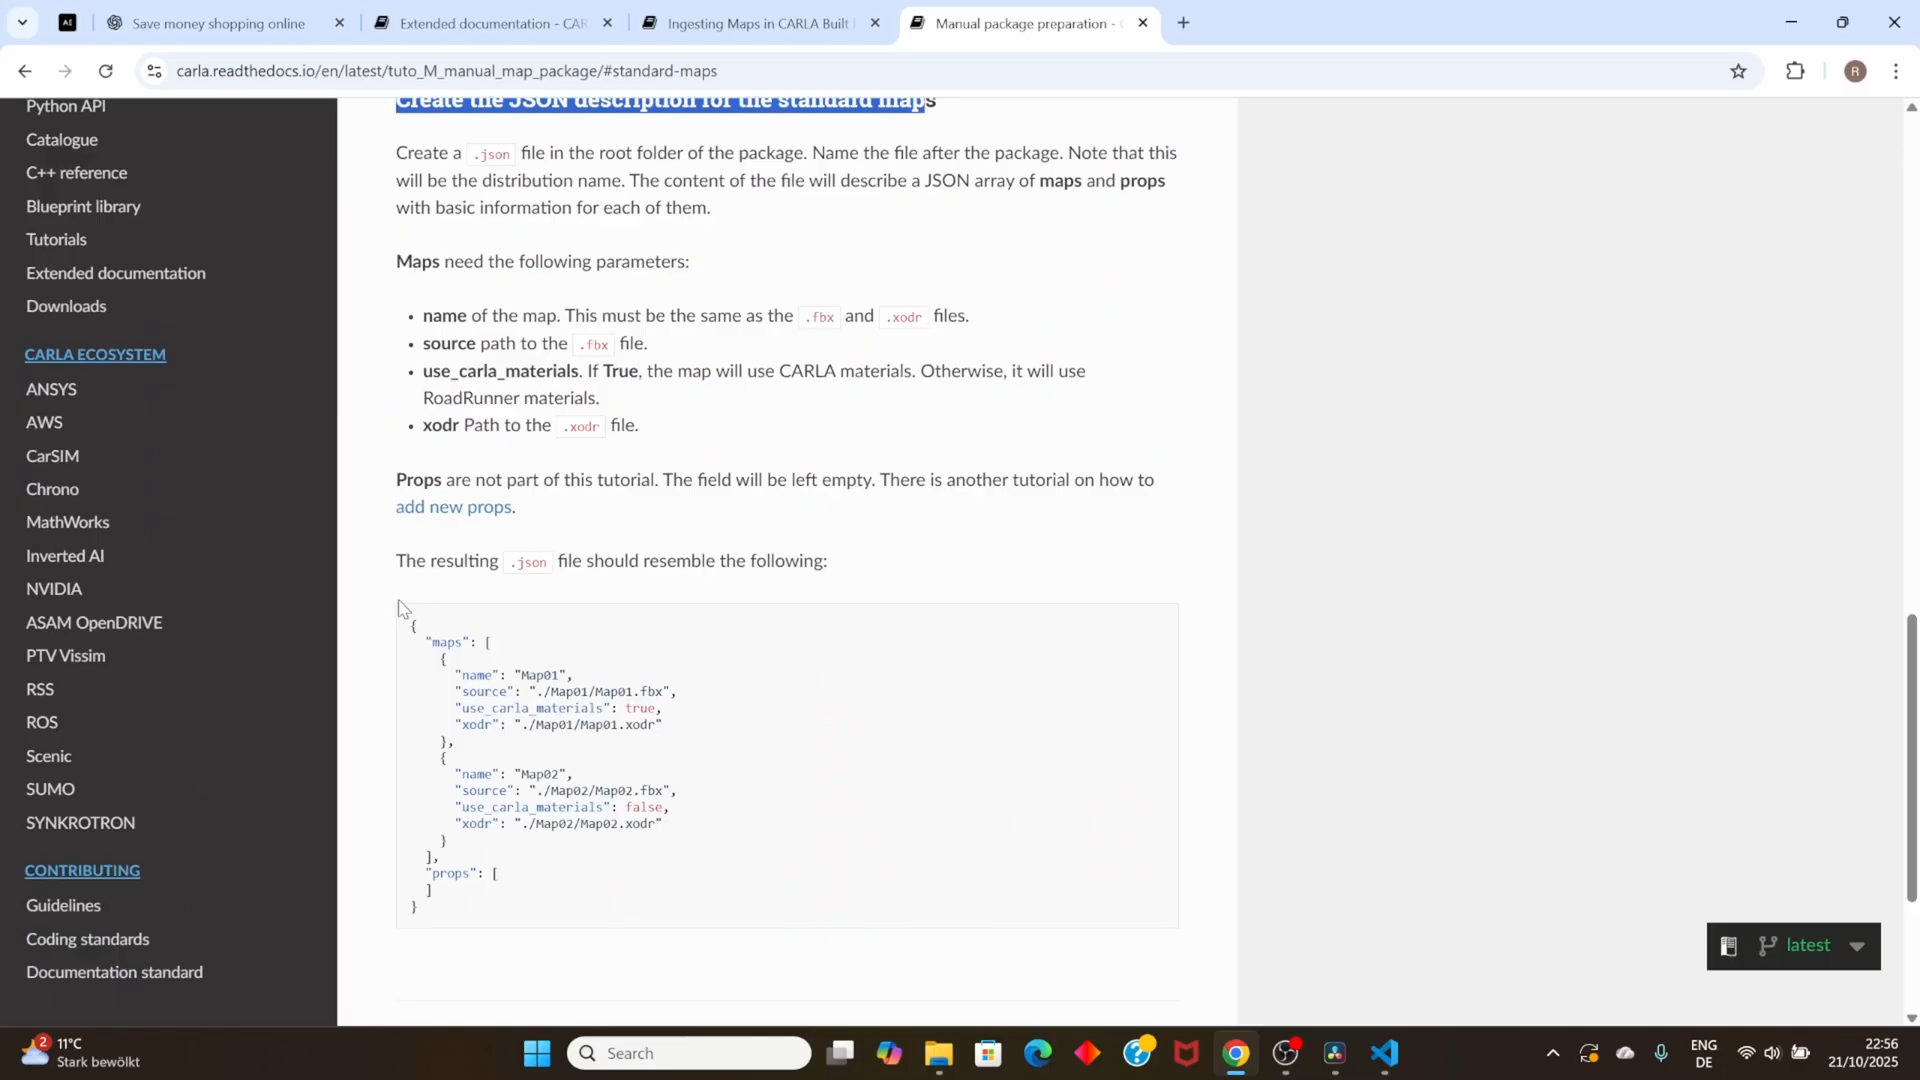 Save money shopping online
Extended documentation - CAR
Ingesting Maps in CARLA Built
Manual package preparation -
carla.readthedocs.io/en/latest/tuto_M_manual_map_package/#standard-maps
R
Python API
Catalogue
C++ reference
Blueprint library
Tutorials
Extended documentation
Downloads
CARLA ECOSYSTEM
ANSYS
AWS
CarSIM
Chrono
MathWorks
Inverted AI
NVIDIA
ASAM OpenDRIVE
PTV Vissim
RSS
ROS
Scenic
SUMO
SYNKROTRON
CONTRIBUTING
Guidelines
Coding standards
Documentation standard
Create the JSON description for the standard maps
Create a .json file in the root folder of the package. Name the file after the package. Note that this
will be the distribution name. The content of the file will describe a JSON array of maps and props
with basic information for each of them.
Maps need the following parameters:
• name of the map. This must be the same as the .fbx and .xodr files.
• source path to the .fbx file.
• use_carla_materials. If True, the map will use CARLA materials. Otherwise, it will use
RoadRunner materials.
• xodr Path to the .xodr file.
Props are not part of this tutorial. The field will be left empty. There is another tutorial on how to
add new props.
The resulting .json file should resemble the following:
{
"maps": [
{
"name": "Map01",
"source": "./Map01/Map01.fbx",
"use_carla_materials": true,
"xodr": "./Map01/Map01.xodr"
},
{
"name": "Map02",
"source": "./Map02/Map02.fbx",
"use_carla_materials": false,
"xodr": "./Map02/Map02.xodr"
}
],
"props": [
]
}
latest
2
11°C
Stark bewölkt
Search
ENG
DE
22:56
21/10/2025